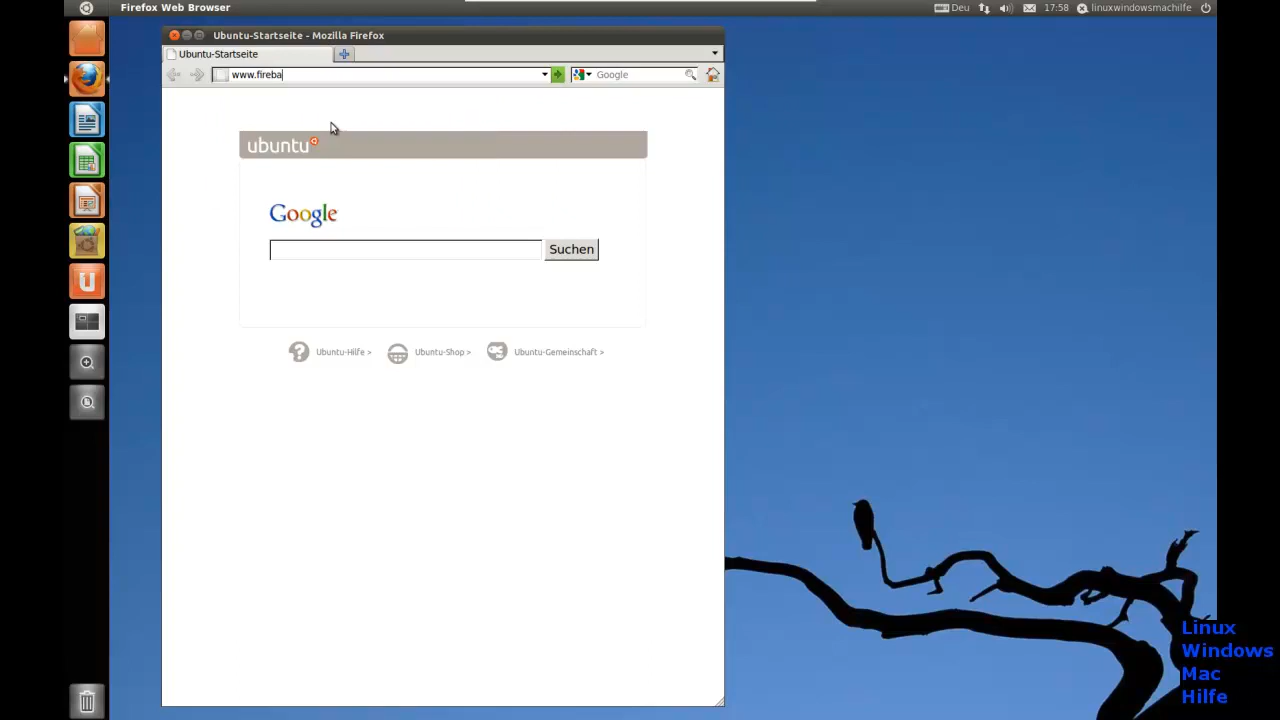 Firefox Web Browser
Deu
17:58
linuxwindowsmachilfe
Ubuntu-Startseite - Mozilla Firefox
Ubuntu-Startseite
www.fireba
Google
ubuntu
Google
Suchen
Ubuntu-Hilfe >
Ubuntu-Shop >
Ubuntu-Gemeinschaft >
Linux
Windows
Mac
Hilfe